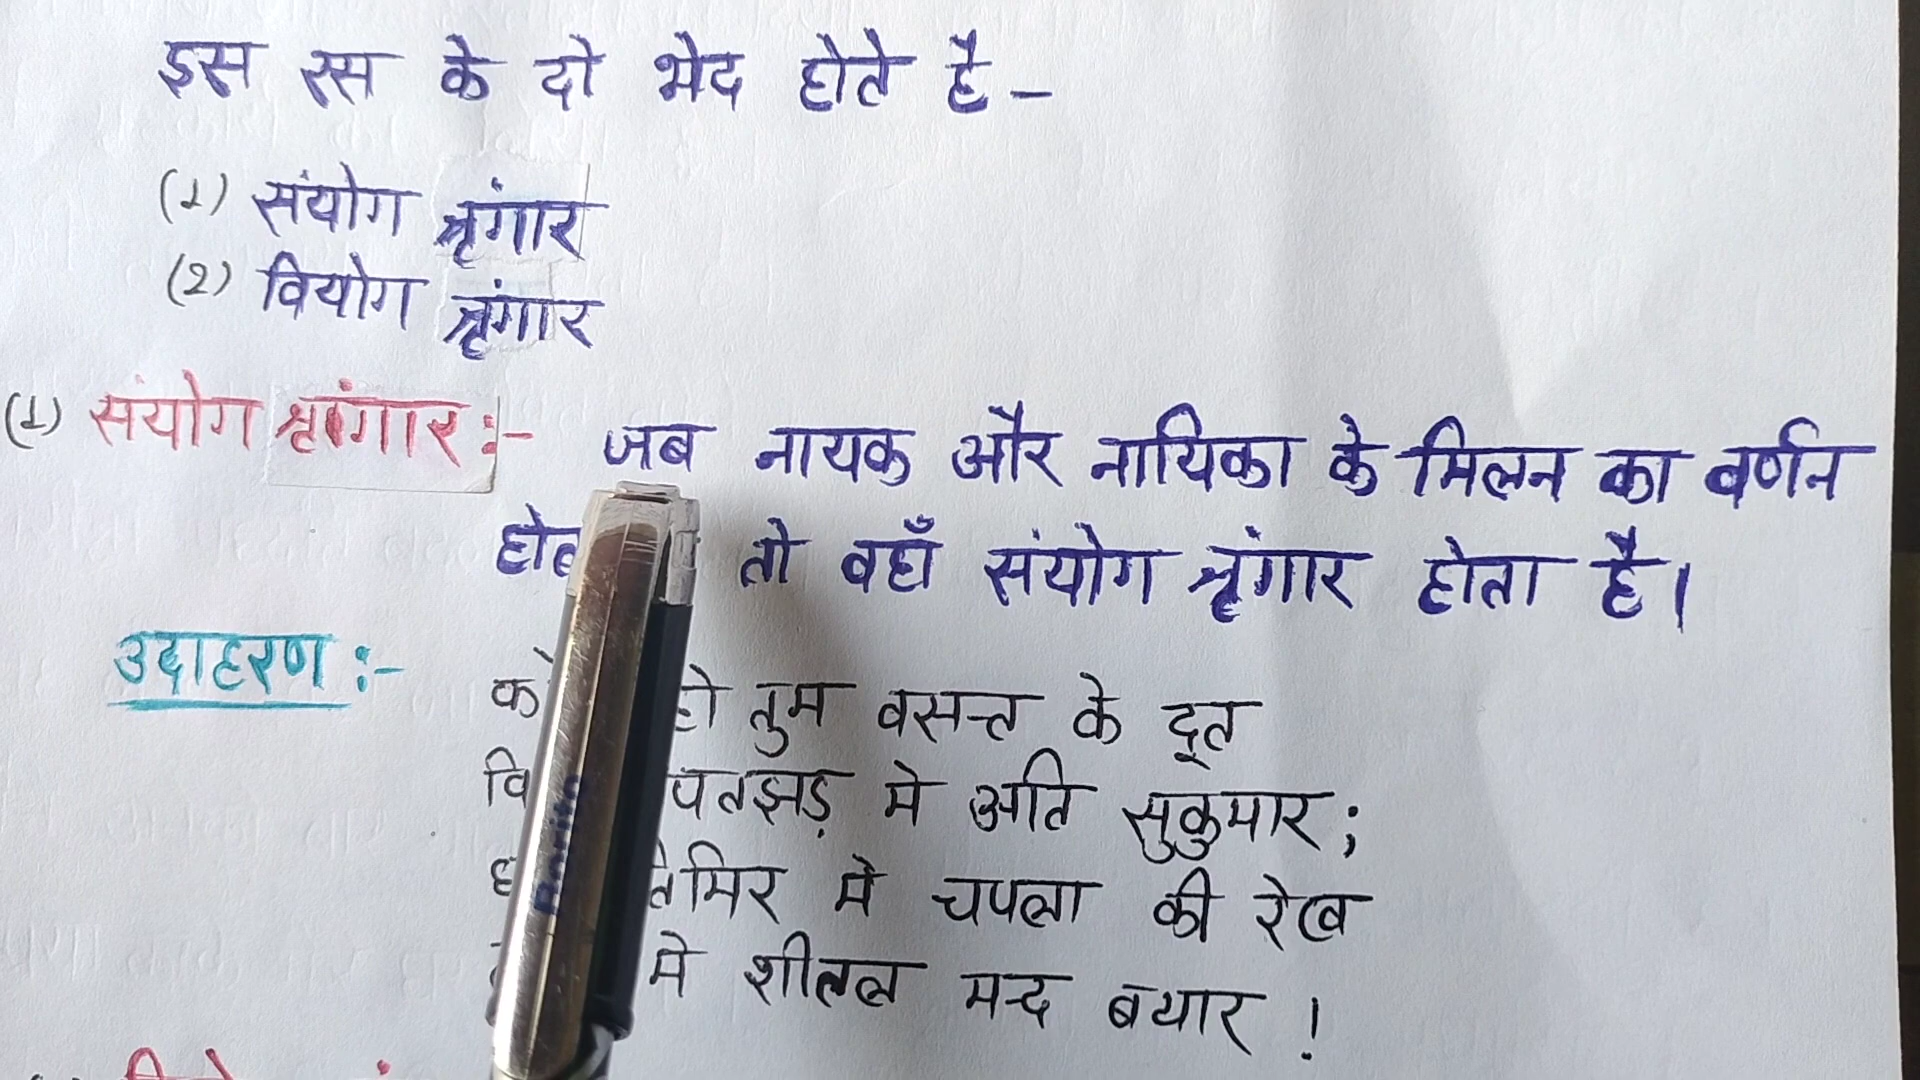 इस रस के दो भेद होते है -
(1) संयोग श्रृंगार
(2) वियोग श्रृंगार
(1) संयोग श्रृंगार :- जब नायक और नायिका के मिलन का वर्णन
तो वहाँ संयोग श्रृंगार होता है।
उदाहरण :-
हो तुम वसन्त के दूत
पतझड़ मे अति सुकुमार ;
मे चपला की रेख
मे शीतल मन्द बयार !